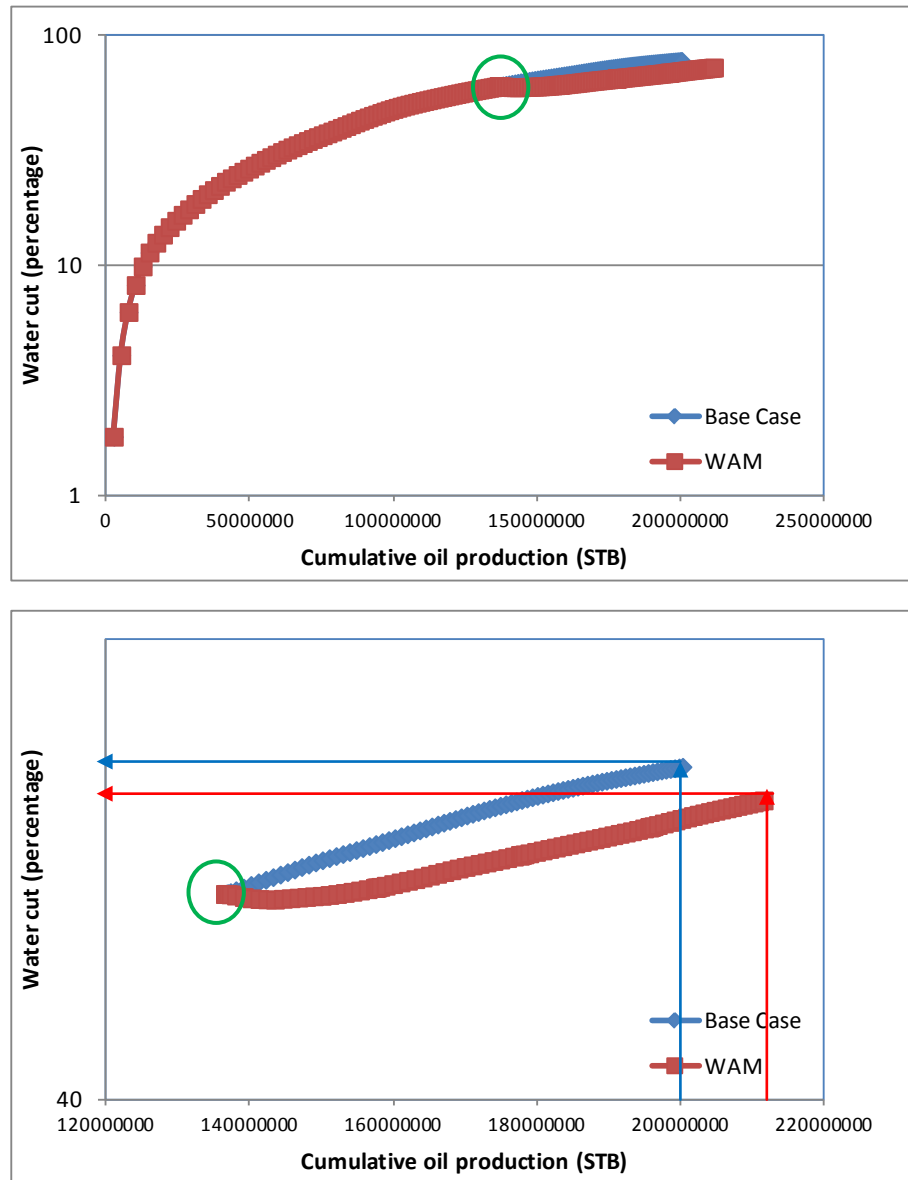 100
10
1
Water cut (percentage)
0 50000000 100000000 150000000 200000000 250000000
Cumulative oil production (STB)
Base Case
WAM
Water cut (percentage)
40
120000000 140000000 160000000 180000000 200000000 220000000
Cumulative oil production (STB)
Base Case
WAM